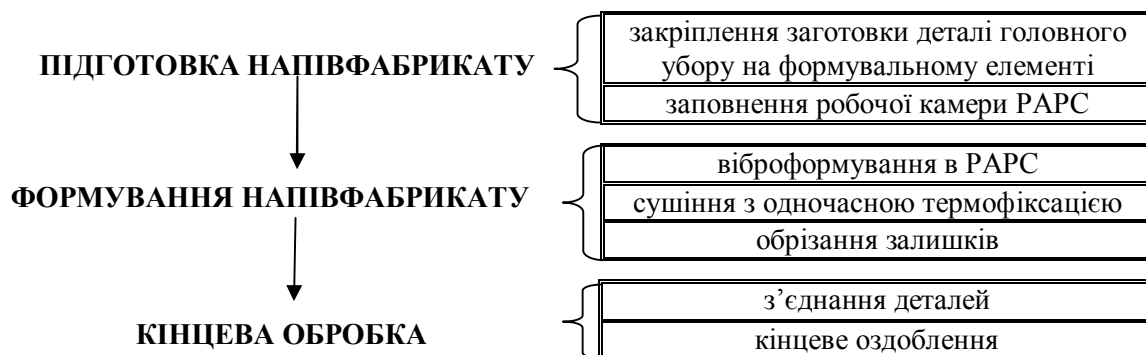 ПІДГОТОВКА НАПІВФАБРИКАТУ
закріплення заготовки деталі головного
убору на формувальному елементі
заповнення робочої камери РАРС
ФОРМУВАННЯ НАПІВФАБРИКАТУ
віброформування в РАРС
сушіння з одночасною термофіксацією
обрізання залишків
КІНЦЕВА ОБРОБКА
з’єднання деталей
кінцеве оздоблення